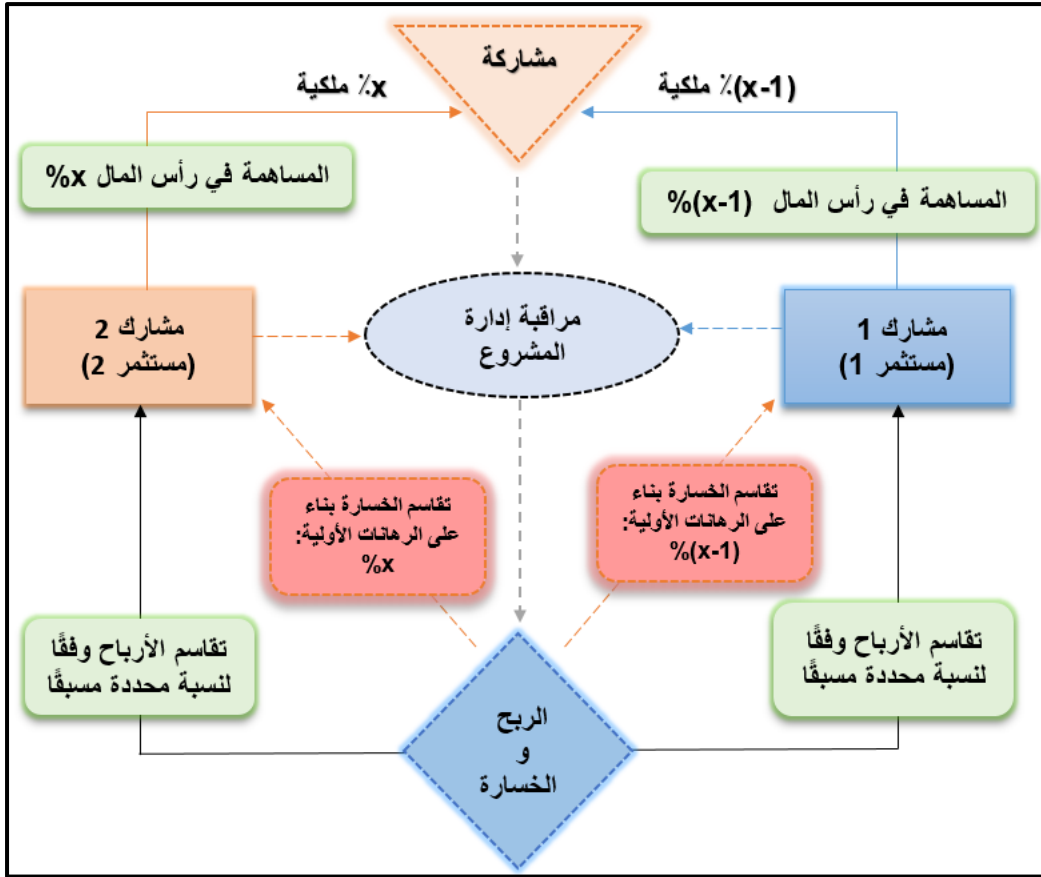 مشاركة
(x-1)٪ ملكية
x٪ ملكية
المساهمة في رأس المال (x-1)%
المساهمة في رأس المال x%
مشارك 1
(مستثمر 1)
مراقبة إدارة
المشروع
مشارك 2
(مستثمر 2)
تقاسم الخسارة بناء
على الرهانات الأولية:
(x-1)%
تقاسم الخسارة بناء
على الرهانات الأولية:
x%
تقاسم الأرباح وفقًا
لنسبة محددة مسبقًا
تقاسم الأرباح وفقًا
لنسبة محددة مسبقًا
الربح
و
الخسارة